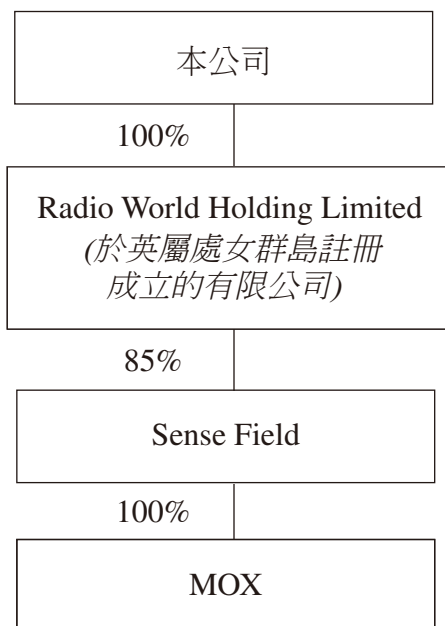 本公司
100%
Radio World Holding Limited
(於英屬處女群島註冊
成立的有限公司)
85%
Sense Field
100%
MOX